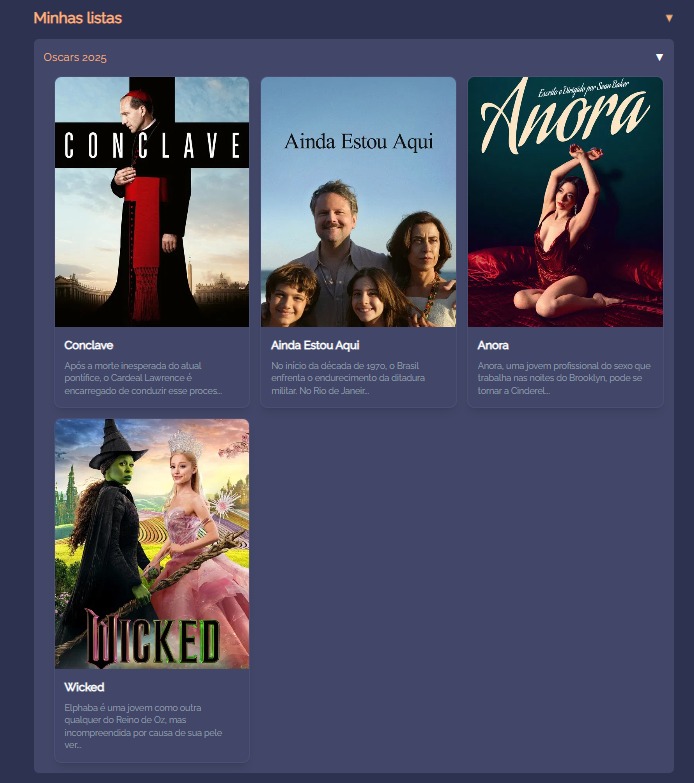 Minhas listas
Oscars 2025
CONCLAVE
Ainda Estou Aqui
Escrito e Dirigido por Sean Baker
Anora
Conclave
Após a morte inesperada do atual
pontífice, o Cardeal Lawrence é
encarregado de conduzir esse proces...
Ainda Estou Aqui
No início da década de 1970, o Brasil
enfrenta o endurecimento da ditadura
militar. No Rio de Janeir...
Anora
Anora, uma jovem profissional do sexo que
trabalha nas noites do Brooklyn, pode se
tornar a Cinderel...
WICKED
Wicked
Elphaba é uma jovem como outra
qualquer do Reino de Oz, mas
incompreendida por causa de sua pele
ver...